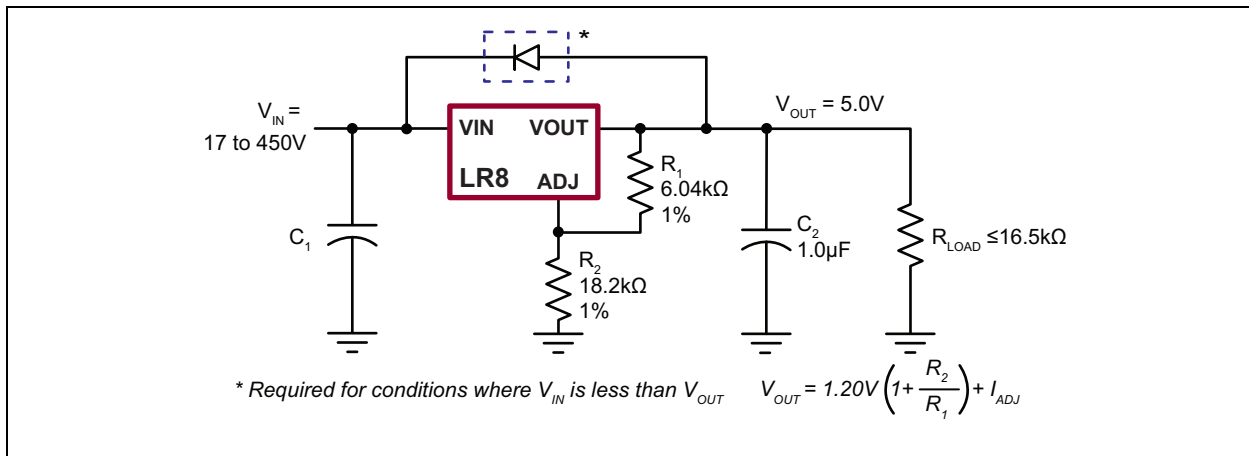 *
V_IN =
17 to 450V
VIN VOUT
LR8 ADJ
V_OUT = 5.0V
R_1
6.04kΩ
1%
C_1
R_2
18.2kΩ
1%
C_2
1.0µF
R_LOAD ≤16.5kΩ
* Required for conditions where V_IN is less than V_OUT
V_OUT = 1.20V (1+ R_2/R_1) + I_ADJ